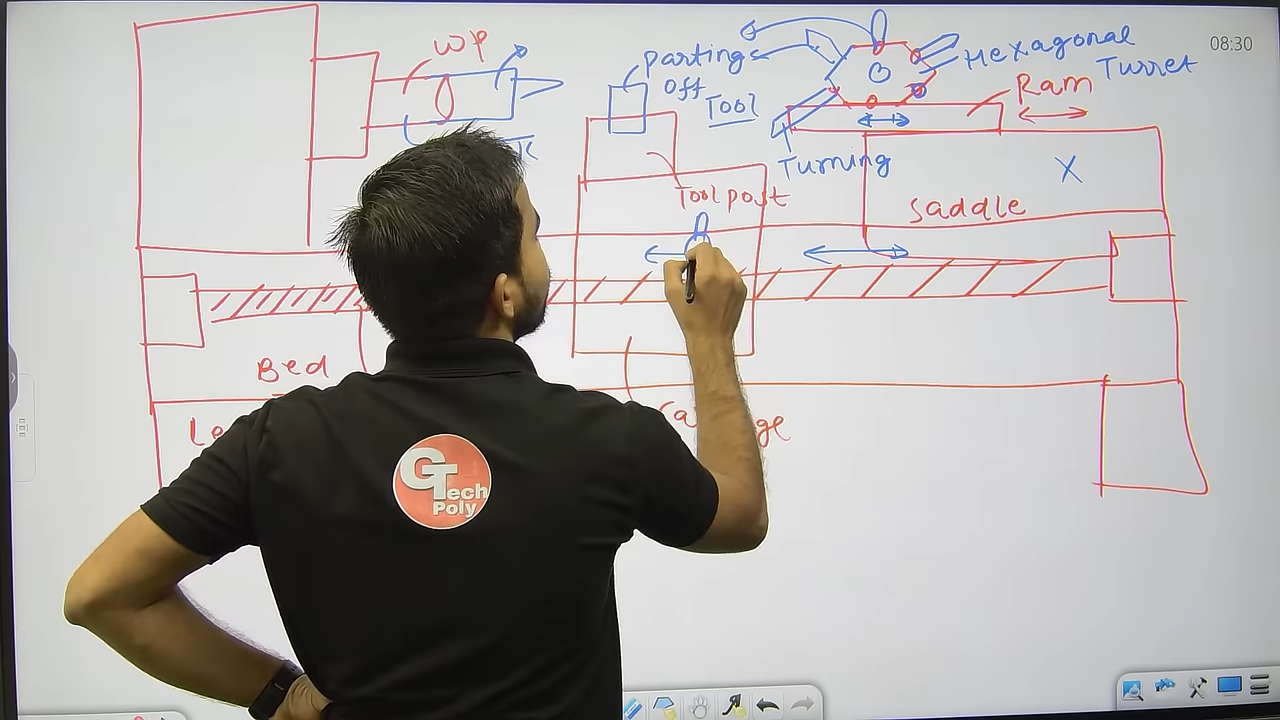 WP
Parting
off
Tool
Hexagonal
Turret
Ram
08:30
Turning
X
Tool post
Saddle
Bed
GTech
Poly